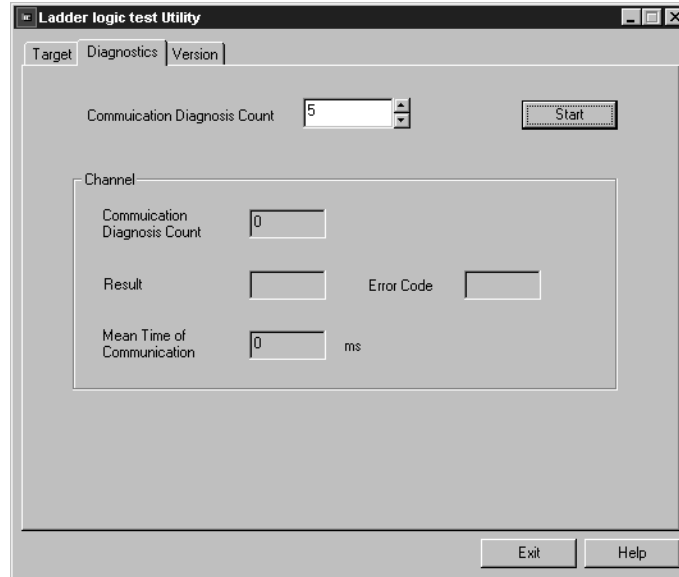 Ladder logic test Utility
Target Diagnostics Version
Commuication Diagnosis Count 5 Start
Channel
Commuication
Diagnosis Count
0
Result Error Code
Mean Time of
Communication
0 ms
Exit Help